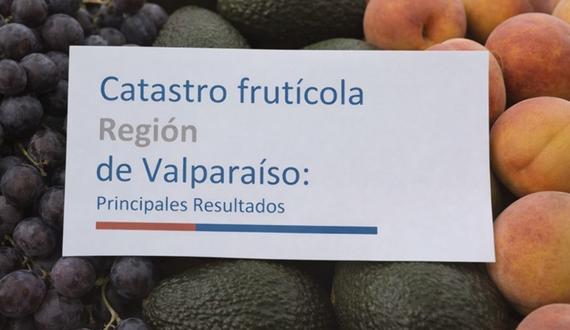 Catastro frutícola
Región
de Valparaíso:
Principales Resultados